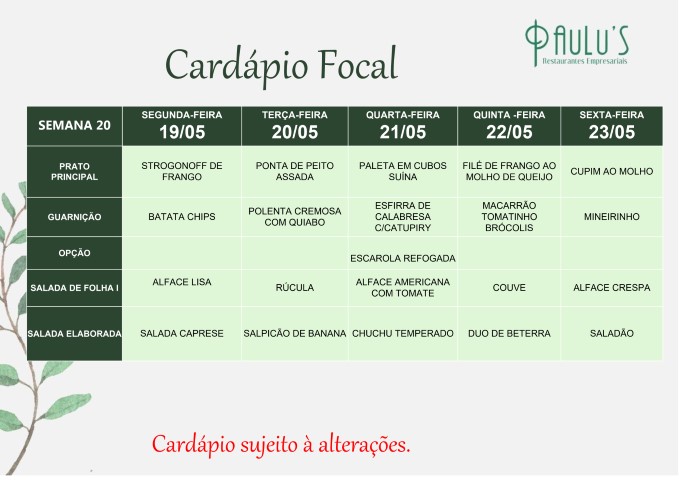 PAULU'S
Restaurantes Empresariais
Cardápio Focal
SEMANA 20
SEGUNDA-FEIRA
19/05
TERÇA-FEIRA
20/05
QUARTA-FEIRA
21/05
QUINTA -FEIRA
22/05
SEXTA-FEIRA
23/05
PRATO
PRINCIPAL
STROGONOFF DE
FRANGO
PONTA DE PEITO
ASSADA
PALETA EM CUBOS
SUÍNA
FILÉ DE FRANGO AO
MOLHO DE QUEIJO
CUPIM AO MOLHO
GUARNIÇÃO
BATATA CHIPS
POLENTA CREMOSA
COM QUIABO
ESFIRRA DE
CALABRESA
C/CATUPIRY
MACARRÃO
TOMATINHO
BRÓCOLIS
MINEIRINHO
OPÇÃO
ESCAROLA REFOGADA
SALADA DE FOLHA I
ALFACE LISA
RÚCULA
ALFACE AMERICANA
COM TOMATE
COUVE
ALFACE CRESPA
SALADA ELABORADA
SALADA CAPRESE
SALPICÃO DE BANANA
CHUCHU TEMPERADO
DUO DE BETERRA
SALADÃO
Cardápio sujeito à alterações.